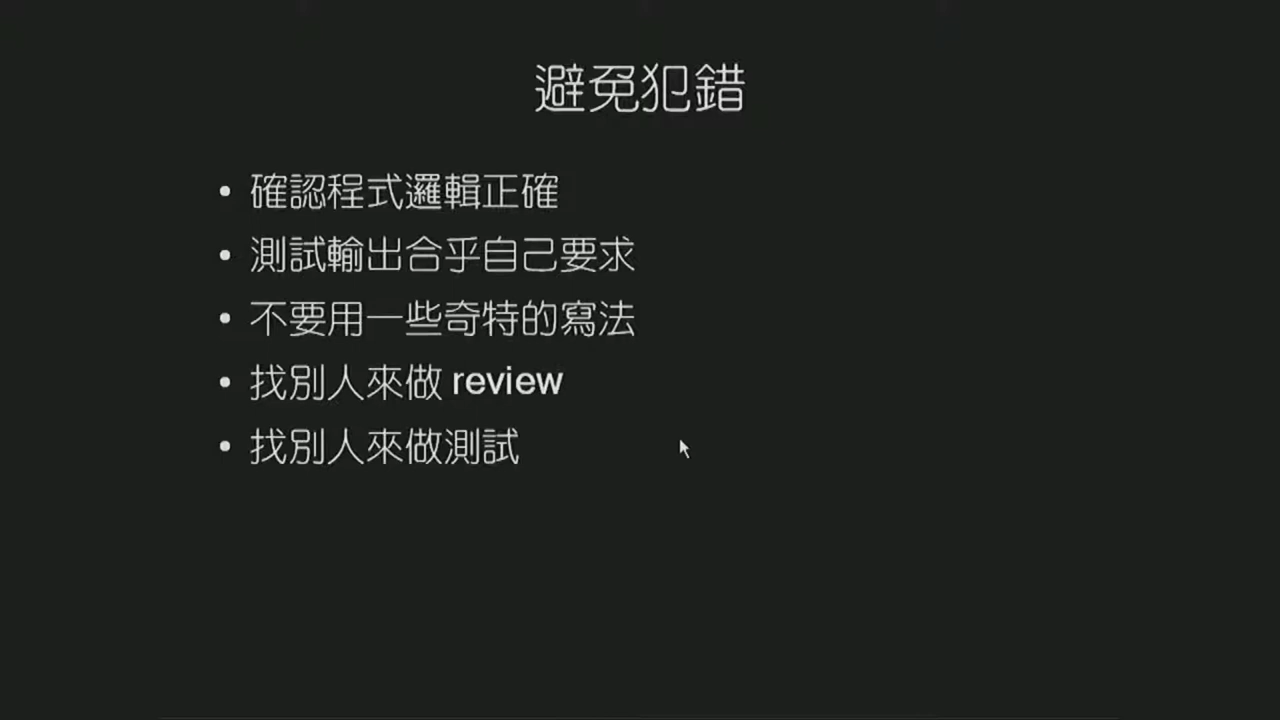 避免犯錯
• 確認程式邏輯正確
• 測試輸出合乎自己要求
• 不要用一些奇特的寫法
• 找別人來做 review
• 找別人來做測試